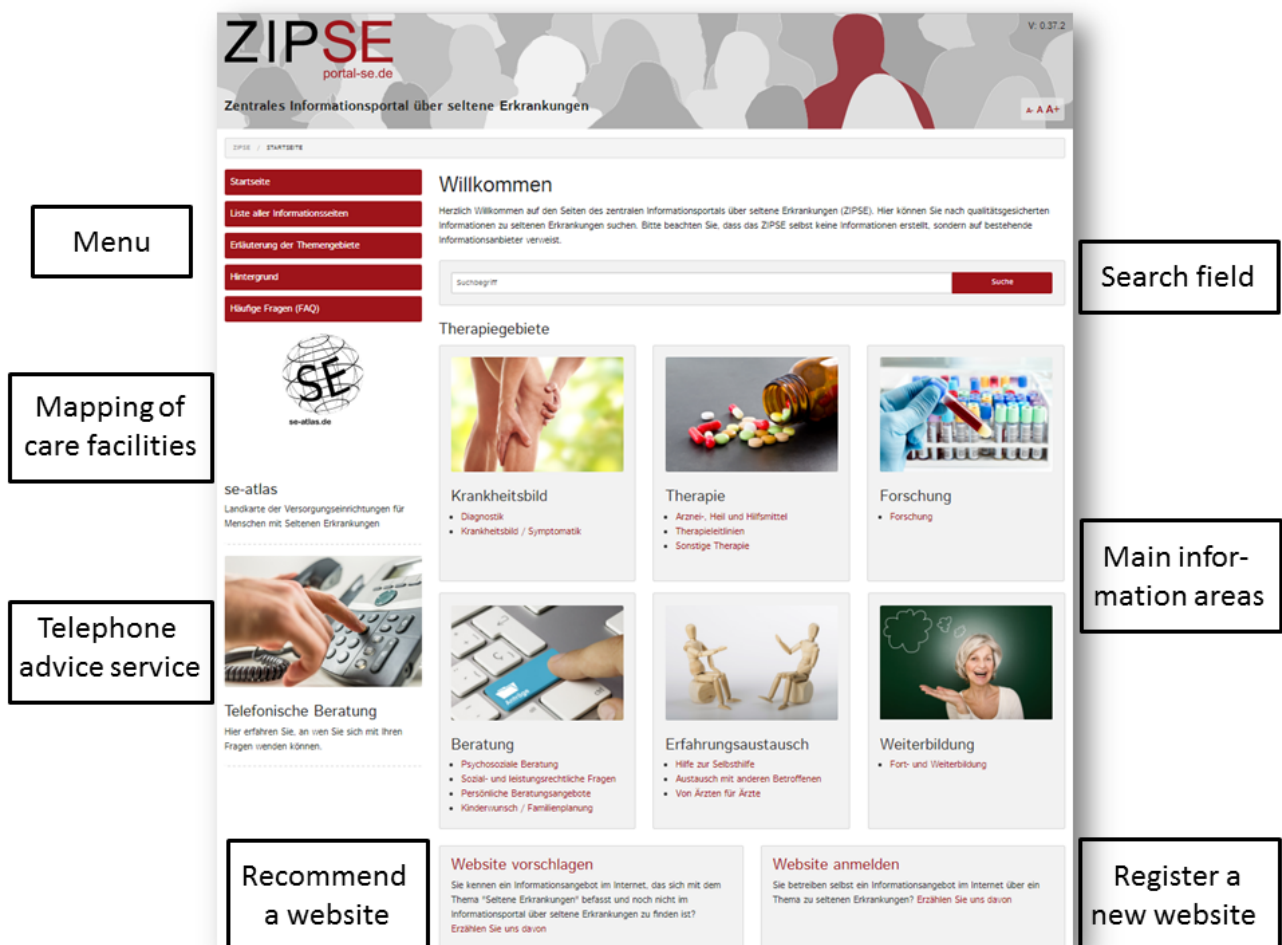 ZIPSE
portal-se.de
V: 0.37.2
Zentrales Informationsportal über seltene Erkrankungen
A- A A+
ZIPSE / STARTSEITE
Menu
Startseite
Liste aller Informationsseiten
Erläuterung der Themengebiete
Hintergrund
Häufige Fragen (FAQ)
Willkommen
Herzlich Willkommen auf den Seiten des zentralen Informationsportals über seltene Erkrankungen (ZIPSE). Hier können Sie nach qualitätsgesicherten
Informationen zu seltenen Erkrankungen suchen. Bitte beachten Sie, dass das ZIPSE selbst keine Informationen erstellt, sondern auf bestehende
Informationsanbieter verweist.
Suchbegriff
Suche
Search field
Mapping of
care facilities
SE
se-atlas.de
se-atlas
Landkarte der Versorgungseinrichtungen für
Menschen mit Seltenen Erkrankungen
Therapiegebiete
Krankheitsbild
• Diagnostik
• Krankheitsbild / Symptomatik
Therapie
• Arznei-, Heil und Hilfsmittel
• Therapieleitlinien
• Sonstige Therapie
Forschung
• Forschung
Main infor-
mation areas
Telephone
advice service
Telefonische Beratung
Hier erfahren Sie, an wen Sie sich mit Ihren
Fragen wenden können.
Beratung
• Psychosoziale Beratung
• Sozial- und leistungsrechtliche Fragen
• Persönliche Beratungsangebote
• Kinderwunsch / Familienplanung
Erfahrungsaustausch
• Hilfe zur Selbsthilfe
• Austausch mit anderen Betroffenen
• Von Ärzten für Ärzte
Weiterbildung
• Fort- und Weiterbildung
Recommend
a website
Website vorschlagen
Sie kennen ein Informationsangebot im Internet, das sich mit dem
Thema "Seltene Erkrankungen" befasst und noch nicht im
Informationsportal über seltene Erkrankungen zu finden ist?
Erzählen Sie uns davon
Website anmelden
Sie betreiben selbst ein Informationsangebot im Internet über ein
Thema zu seltenen Erkrankungen? Erzählen Sie uns davon
Register a
new website